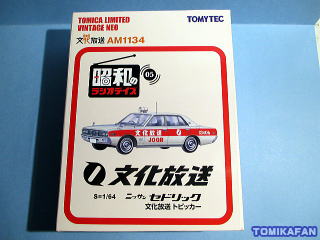 TOMICA LIMITED
VINTAGE NEO
TOMYTEC
文化放送 AM1134
昭和の
ラジオデイズ
05
文化放送
JOQR
文化放送
S=1/64 ニッサン セドリック
文化放送 トピッカー
TOMIKAFAN